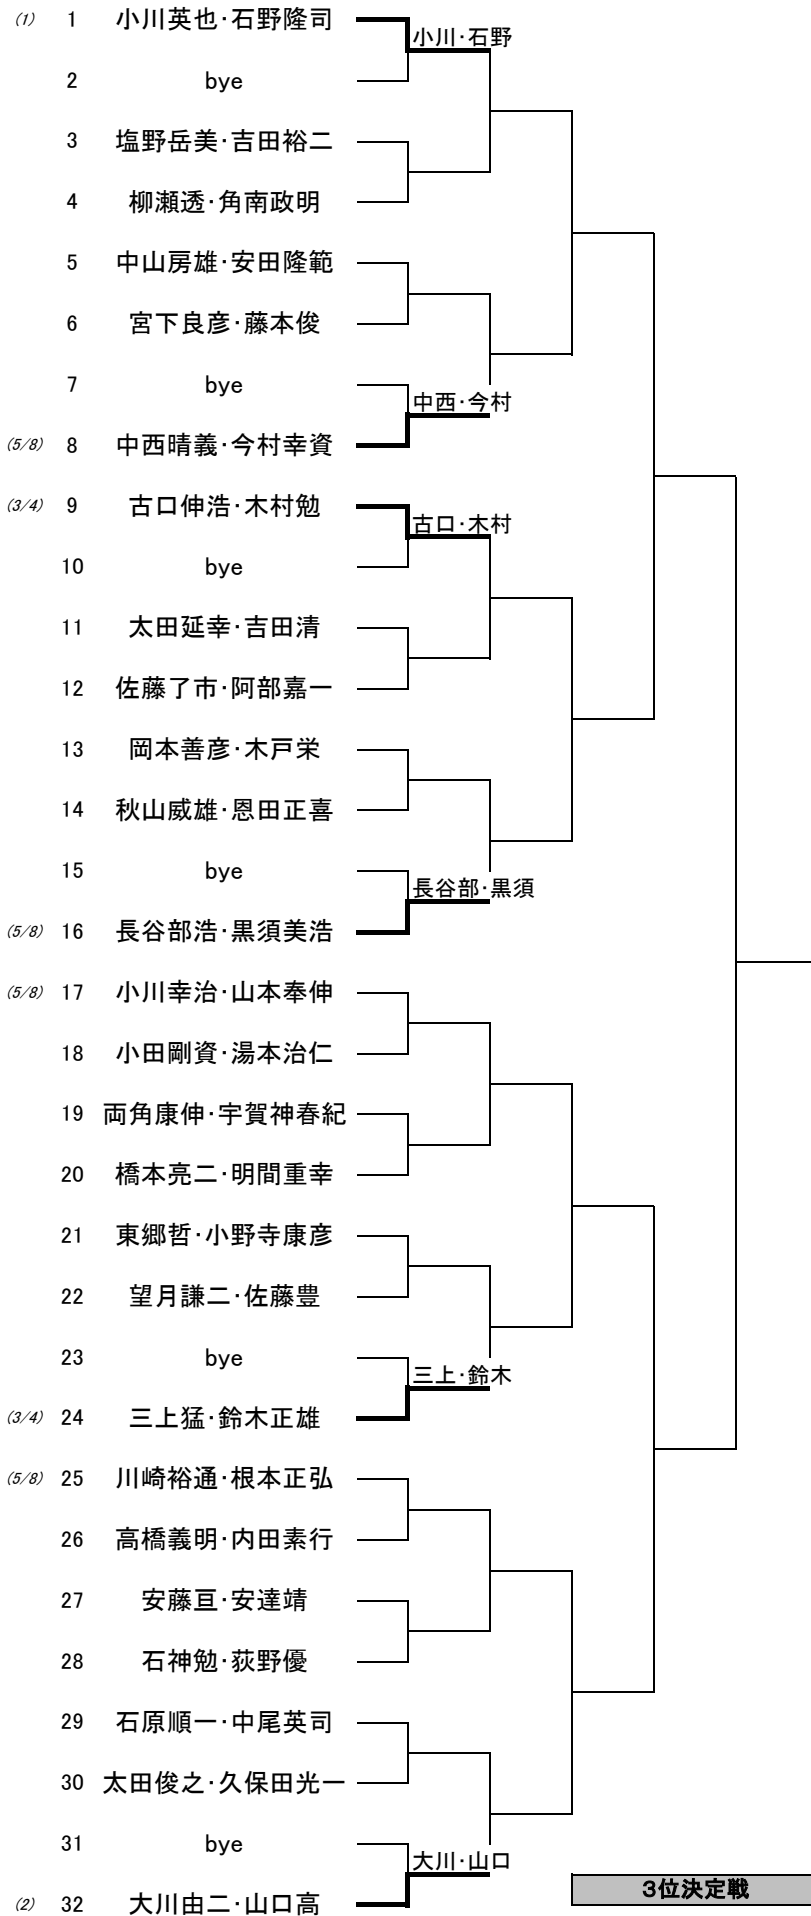 (1) 1 小川英也・石野隆司
小川・石野
2 bye
3 塩野岳美・吉田裕二
4 柳瀬透・角南政明
5 中山房雄・安田隆範
6 宮下良彦・藤本俊
7 bye
中西・今村
(5/8) 8 中西晴義・今村幸資
(3/4) 9 古口伸浩・木村勉
古口・木村
10 bye
11 太田延幸・吉田清
12 佐藤了市・阿部嘉一
13 岡本善彦・木戸栄
14 秋山威雄・恩田正喜
15 bye
長谷部・黒須
(5/8) 16 長谷部浩・黒須美浩
(5/8) 17 小川幸治・山本奉伸
18 小田剛資・湯本治仁
19 両角康伸・宇賀神春紀
20 橋本亮二・明間重幸
21 東郷哲・小野寺康彦
22 望月謙二・佐藤豊
23 bye
三上・鈴木
(3/4) 24 三上猛・鈴木正雄
(5/8) 25 川崎裕通・根本正弘
26 高橋義明・内田素行
27 安藤亘・安達靖
28 石神勉・荻野優
29 石原順一・中尾英司
30 太田俊之・久保田光一
31 bye
大川・山口
3位決定戦
(2) 32 大川由二・山口高